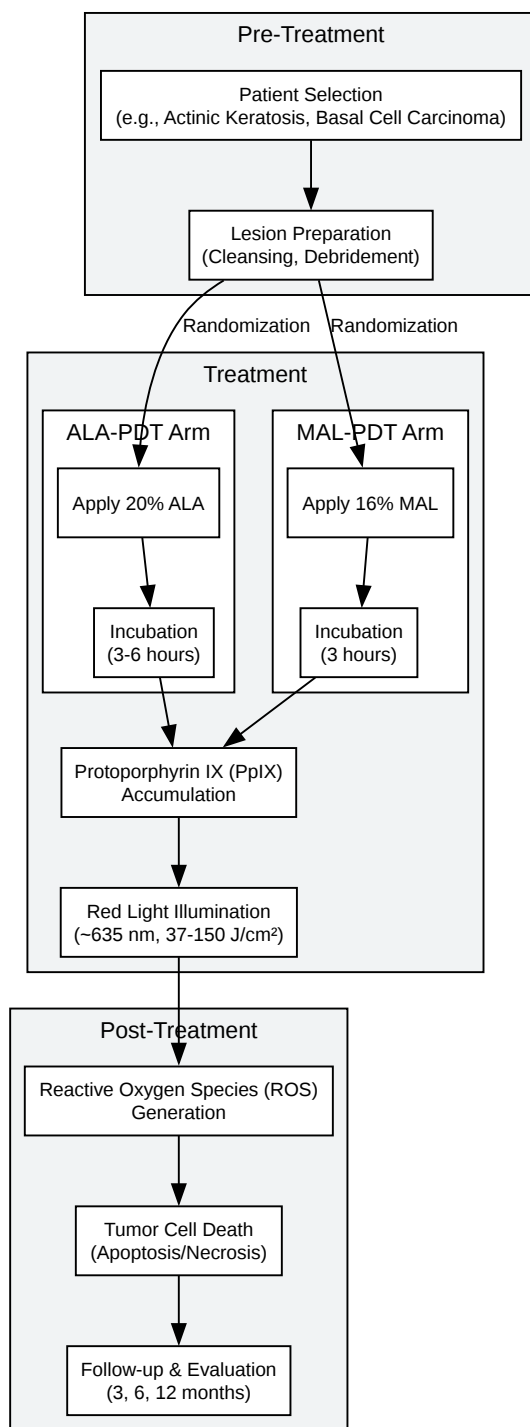 Pre-Treatment
Patient Selection
(e.g., Actinic Keratosis, Basal Cell Carcinoma)
Lesion Preparation
(Cleansing, Debridement)
Randomization
Randomization
Treatment
ALA-PDT Arm
MAL-PDT Arm
Apply 20% ALA
Apply 16% MAL
Incubation
(3-6 hours)
Incubation
(3 hours)
Protoporphyrin IX (PpIX)
Accumulation
Red Light Illumination
(~635 nm, 37-150 J/cm²)
Post-Treatment
Reactive Oxygen Species (ROS)
Generation
Tumor Cell Death
(Apoptosis/Necrosis)
Follow-up & Evaluation
(3, 6, 12 months)